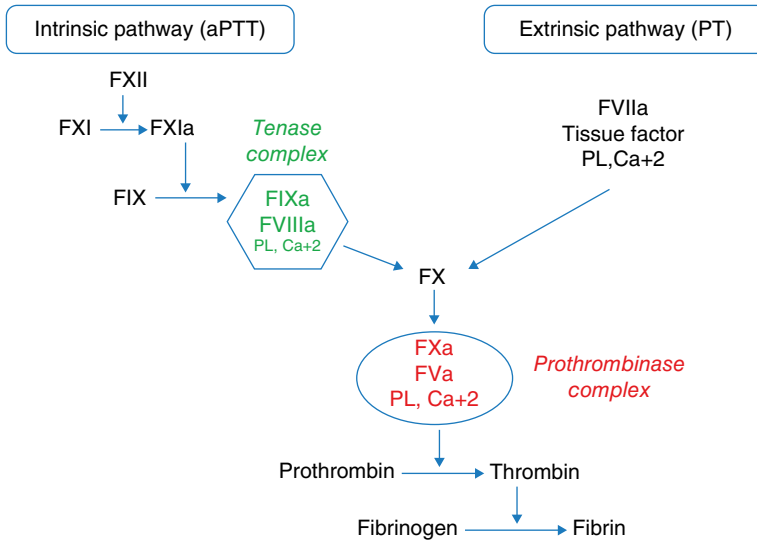 Intrinsic pathway (aPTT)
Extrinsic pathway (PT)
FXII
FXI
FXIa
FIX
Tenase
complex
FIXa
FVIIIa
PL, Ca+2
FVIIa
Tissue factor
PL,Ca+2
FX
FXa
FVa
PL, Ca+2
Prothrombinase
complex
Prothrombin
Thrombin
Fibrinogen
Fibrin